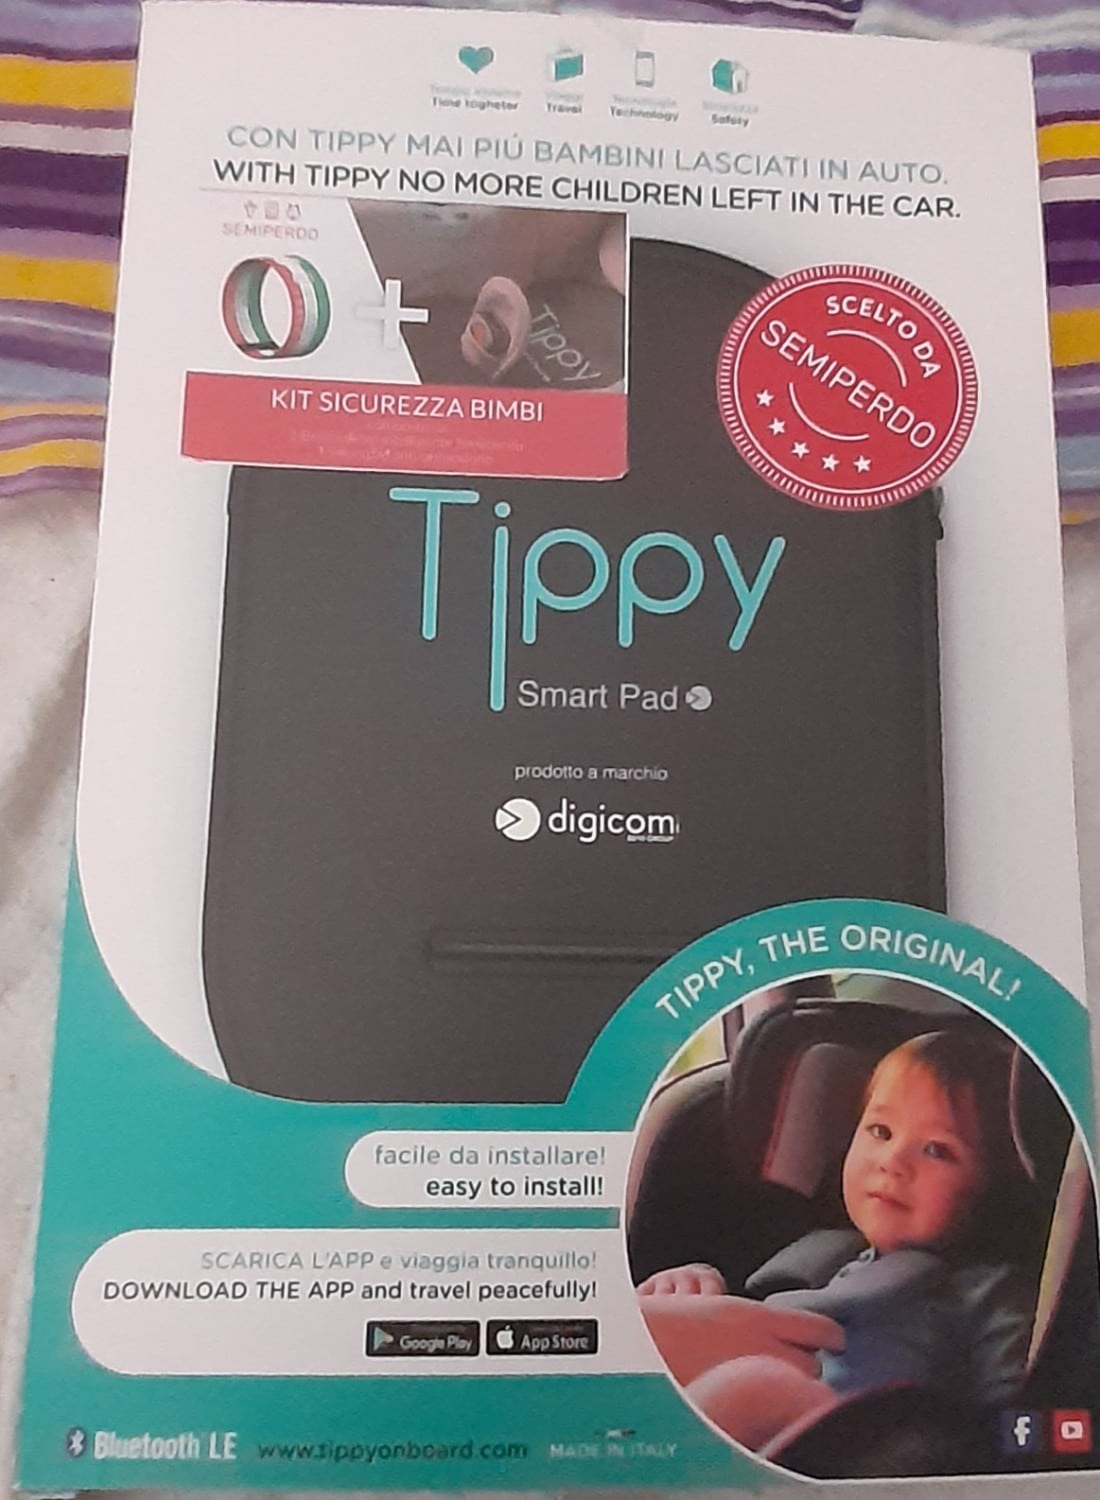 Time togheter
Travel
Technology
Safety
CON TIPPY MAI PIÚ BAMBINI LASCIATI IN AUTO.
WITH TIPPY NO MORE CHILDREN LEFT IN THE CAR.
SEMIPERDO
Tippy
KIT SICUREZZA BIMBI
SCELTO DA
SEMIPERDO
Tippy
Smart Pad
prodotto a marchio
digicom
TIPPY, THE ORIGINAL!
facile da installare!
easy to install!
SCARICA L'APP e viaggia tranquillo!
DOWNLOAD THE APP and travel peacefully!
Google Play
App Store
Bluetooth LE
www.tippyonboard.com
MADE IN ITALY